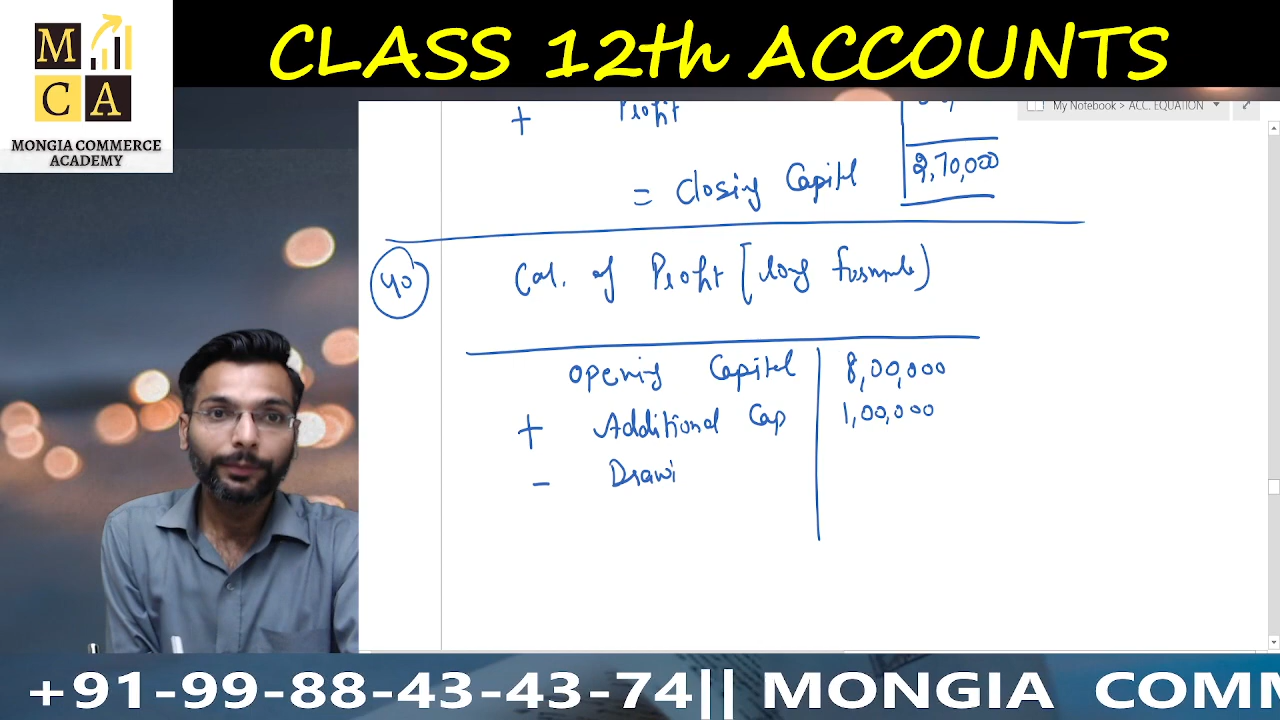 M
C A
MONGIA COMMERCE
ACADEMY
CLASS 12th ACCOUNTS
My Notebook > ACC. EQUATION
+ Profit
= Closing Capital 2,70,000
40 Cal. of Profit [long formula)
Opening Capital 8,00,000
+ Additional Cap 1,00,000
- Drawi
+91-99-88-43-43-74|| MONGIA COMM